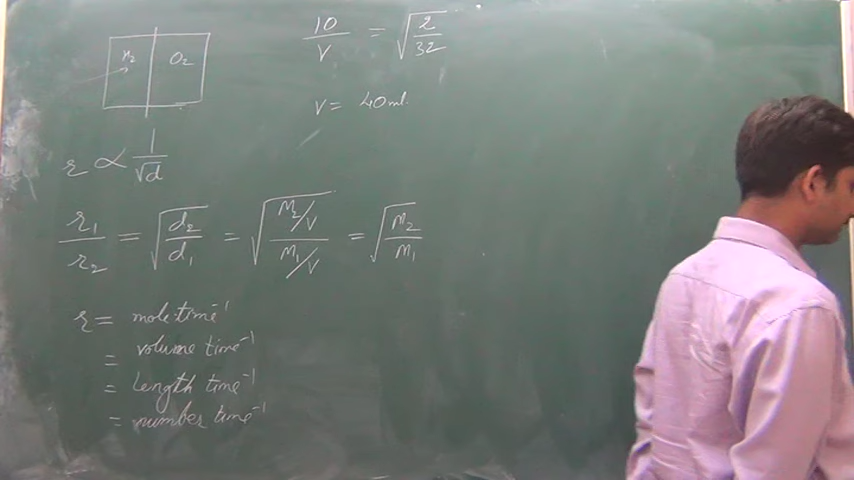 H₂ O₂
10/v = √(2/32)
v = 40 ml.
r ∝ 1/√d
r₁/r₂ = √(d₂/d₁) = √((M₂/V)/(M₁/V)) = √(M₂/M₁)
r = mole time⁻¹
= volume time⁻¹
= Length time⁻¹
= number time⁻¹